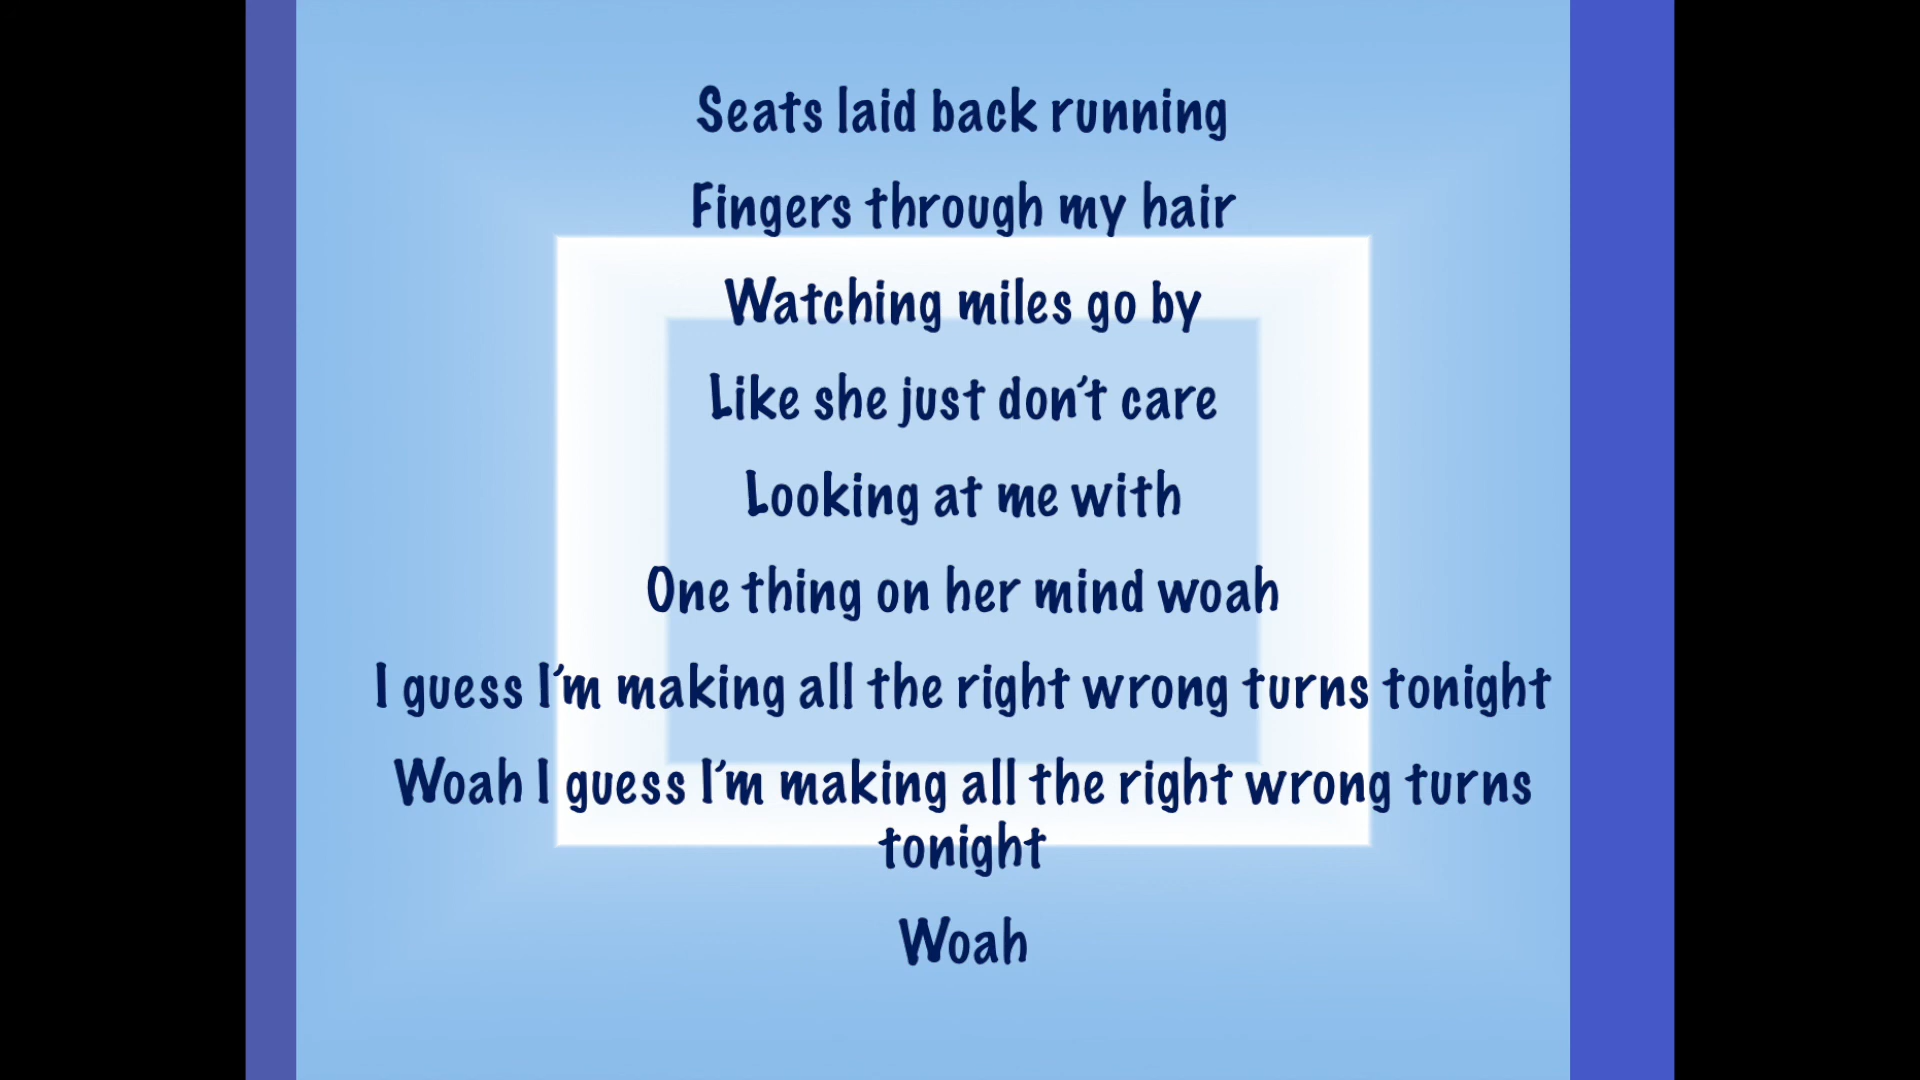 Seats laid back running
Fingers through my hair
Watching miles go by
Like she just don't care
Looking at me with
One thing on her mind woah
I guess I'm making all the right wrong turns tonight
Woah I guess I'm making all the right wrong turns
tonight
Woah